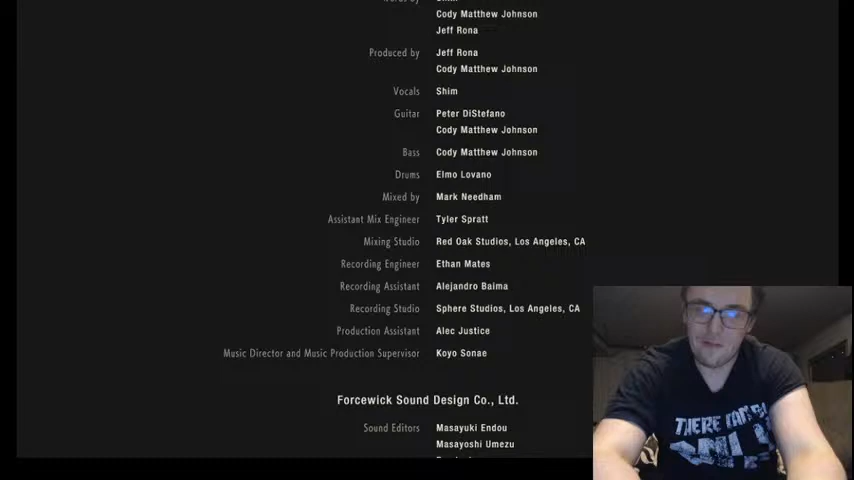 Shim
Cody Matthew Johnson
Jeff Rona
Produced by Jeff Rona
Cody Matthew Johnson
Vocals Shim
Guitar Peter DiStefano
Cody Matthew Johnson
Bass Cody Matthew Johnson
Drums Elmo Lovano
Mixed by Mark Needham
Assistant Mix Engineer Tyler Spratt
Mixing Studio Red Oak Studios, Los Angeles, CA
Recording Engineer Ethan Mates
Recording Assistant Alejandro Baima
Recording Studio Sphere Studios, Los Angeles, CA
Production Assistant Alec Justice
Music Director and Music Production Supervisor Koyo Sonae
Forcewick Sound Design Co., Ltd.
Sound Editors Masayuki Endou
Masayoshi Umezu
THERE CAN BE